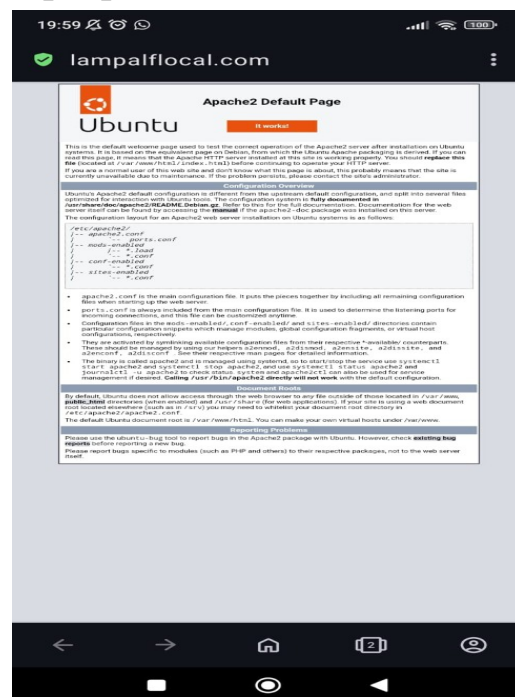 19:59
100
lampalflocal.com
Apache2 Default Page
Ubuntu
It works!
This is the default welcome page used to test the correct operation of the Apache2 server after installation on Ubuntu
systems. It is based on the equivalent page on Debian, from which the Ubuntu Apache packaging is derived. If you can
read this page, it means that the Apache HTTP server installed at this site is working properly. You should replace this
file (located at /var/www/html/index.html) before continuing to operate your HTTP server.
If you are a normal user of this web site and don't know what this page is about, this probably means that the site is
currently unavailable due to maintenance. If the problem persists, please contact the site's administrator.
Configuration Overview
Ubuntu's Apache2 default configuration is different from the upstream default configuration, and split into several files
optimized for interaction with Ubuntu tools. The configuration system is fully documented in
/usr/share/doc/apache2/README.Debian.gz. Refer to this for the full documentation. Documentation for the web
server itself can be found by accessing the manual if the apache2-doc package was installed on this server.
The configuration layout for an Apache2 web server installation on Ubuntu systems is as follows:
/etc/apache2/
|-- apache2.conf
|   `--  ports.conf
|-- mods-enabled
|   |-- *.load
|   `-- *.conf
|-- conf-enabled
|   `-- *.conf
|-- sites-enabled
|   `-- *.conf
• apache2.conf is the main configuration file. It puts the pieces together by including all remaining configuration
files when starting up the web server.
• ports.conf is always included from the main configuration file. It is used to determine the listening ports for
incoming connections, and this file can be customized anytime.
• Configuration files in the mods-enabled/, conf-enabled/ and sites-enabled/ directories contain
particular configuration snippets which manage modules, global configuration fragments, or virtual host
configurations, respectively.
• They are activated by symlinking available configuration files from their respective *-available/ counterparts.
These should be managed by using our helpers a2enmod, a2dismod, a2ensite, a2dissite, and
a2enconf, a2disconf . See their respective man pages for detailed information.
• The binary is called apache2 and is managed using systemd, so to start/stop the service use systemctl
start apache2 and systemctl stop apache2, and use systemctl status apache2 and
journalctl -u apache2 to check status. system and apache2ctl can also be used for service
management if desired. Calling /usr/bin/apache2 directly will not work with the default configuration.
Document Roots
By default, Ubuntu does not allow access through the web browser to any file outside of those located in /var/www,
public_html directories (when enabled) and /usr/share (for web applications). If your site is using a web document
root located elsewhere (such as in /srv) you may need to whitelist your document root directory in
/etc/apache2/apache2.conf.
The default Ubuntu document root is /var/www/html. You can make your own virtual hosts under /var/www.
Reporting Problems
Please use the ubuntu-bug tool to report bugs in the Apache2 package with Ubuntu. However, check existing bug
reports before reporting a new bug.
Please report bugs specific to modules (such as PHP and others) to their respective packages, not to the web server
itself.
2